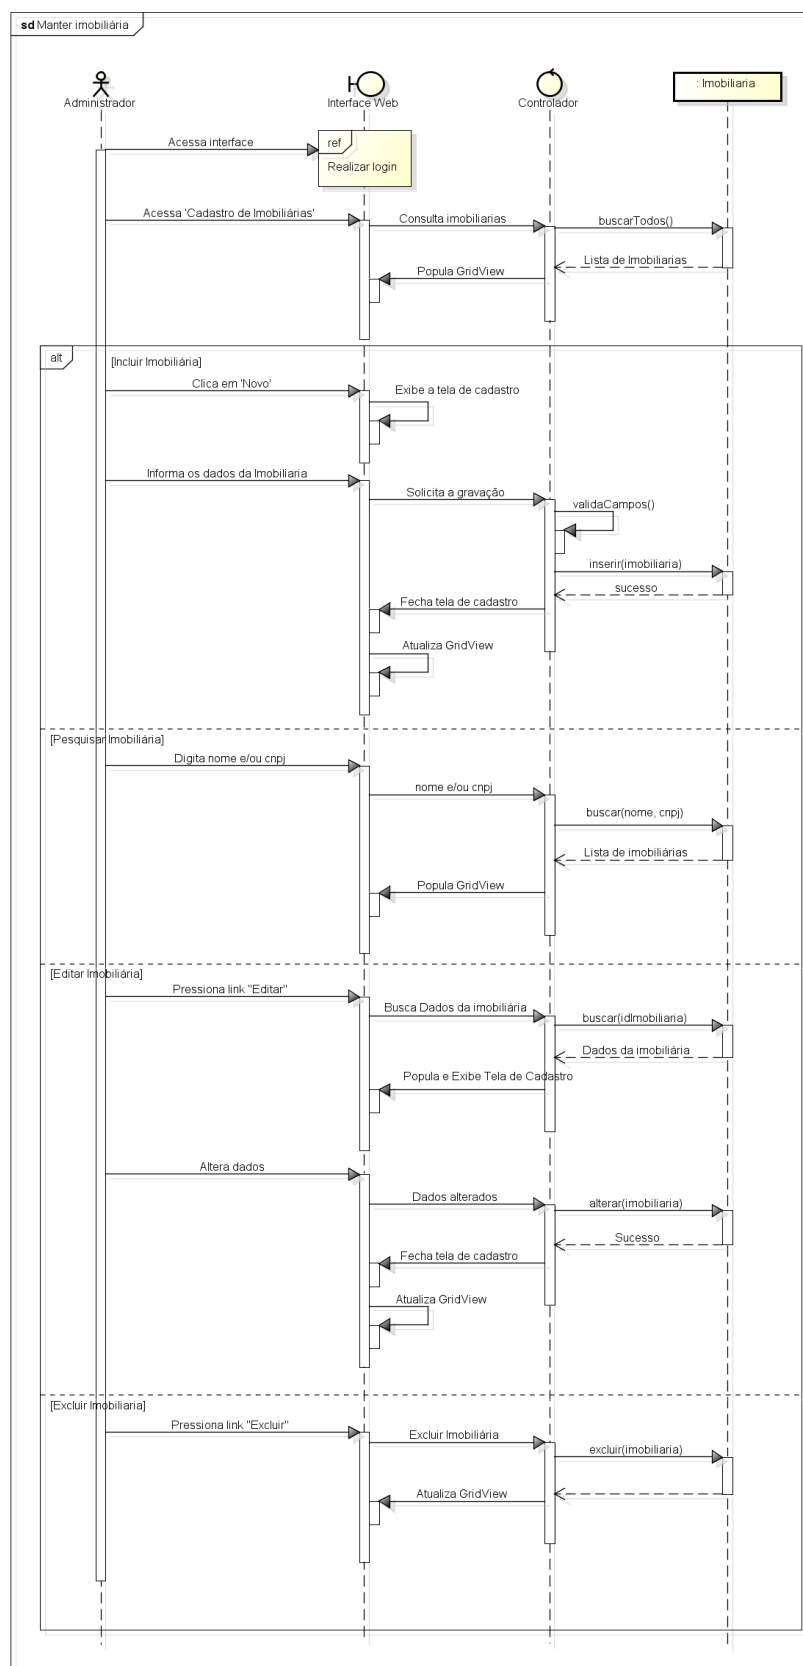 sd Manter imobiliária
Administrador
Interface Web
Controlador
: Imobiliaria
Acessa interface
ref
Realizar login
Acessa 'Cadastro de Imobiliárias'
Consulta imobiliarias
buscarTodos()
Lista de Imobiliarias
Popula GridView
alt
[Incluir Imobiliária]
Clica em 'Novo'
Exibe a tela de cadastro
Informa os dados da Imobiliaria
Solicita a gravação
validaCampos()
inserir(imobiliaria)
sucesso
Fecha tela de cadastro
Atualiza GridView
[Pesquisar Imobiliária]
Digita nome e/ou cnpj
nome e/ou cnpj
buscar(nome, cnpj)
Lista de imobiliárias
Popula GridView
[Editar Imobiliária]
Pressiona link "Editar"
Busca Dados da imobiliária
buscar(idImobiliaria)
Dados da imobiliária
Popula e Exibe Tela de Cadastro
Altera dados
Dados alterados
alterar(imobiliaria)
Sucesso
Fecha tela de cadastro
Atualiza GridView
[Excluir Imobiliaria]
Pressiona link "Excluir"
Excluir Imobiliária
excluir(imobiliaria)
Atualiza GridView